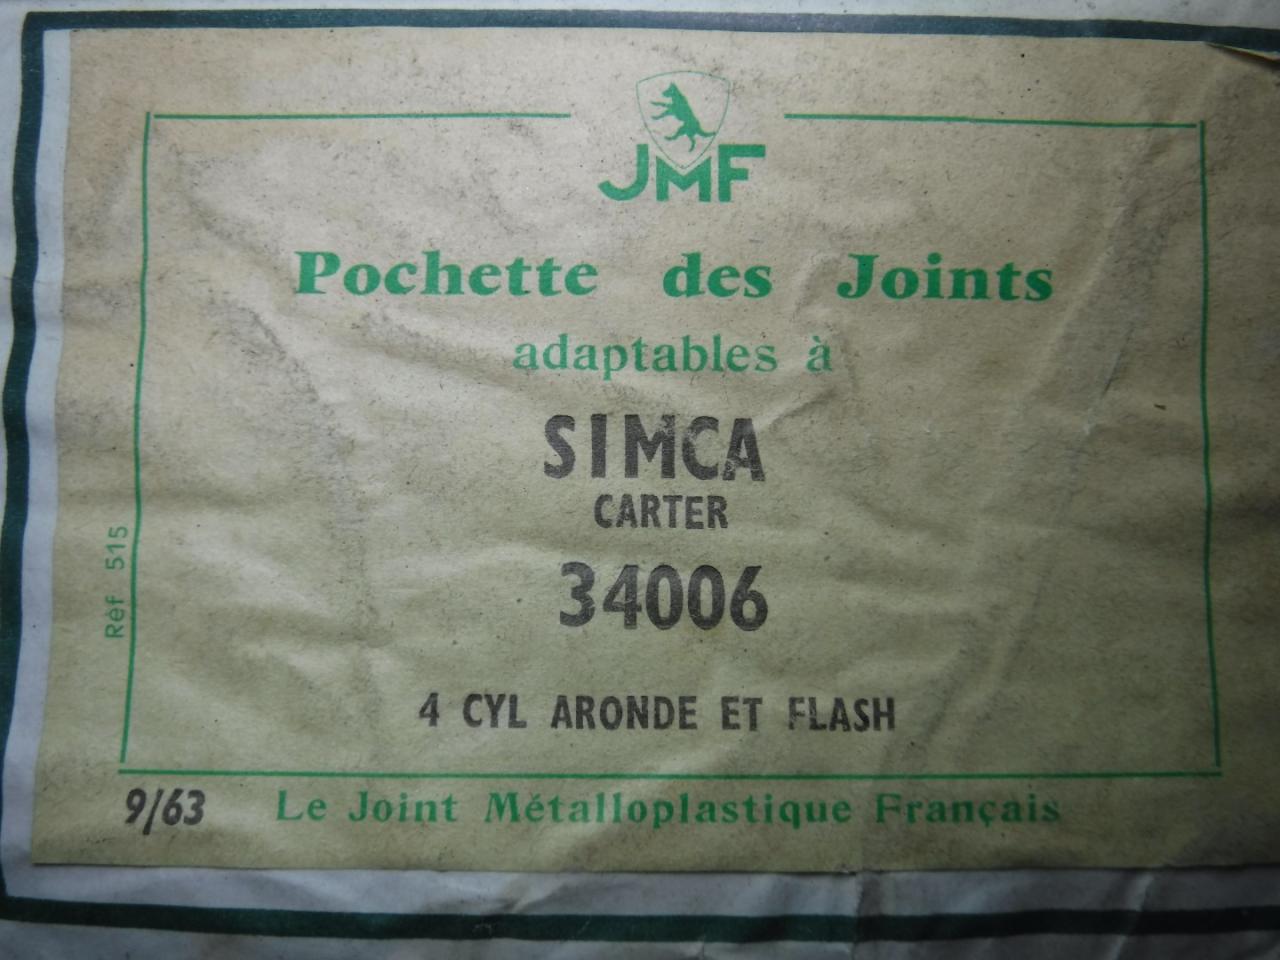 JMF
Pochette des Joints
adaptables à
SIMCA
CARTER
34006
4 CYL ARONDE ET FLASH
Réf 515
9/63 Le Joint Métalloplastique Français